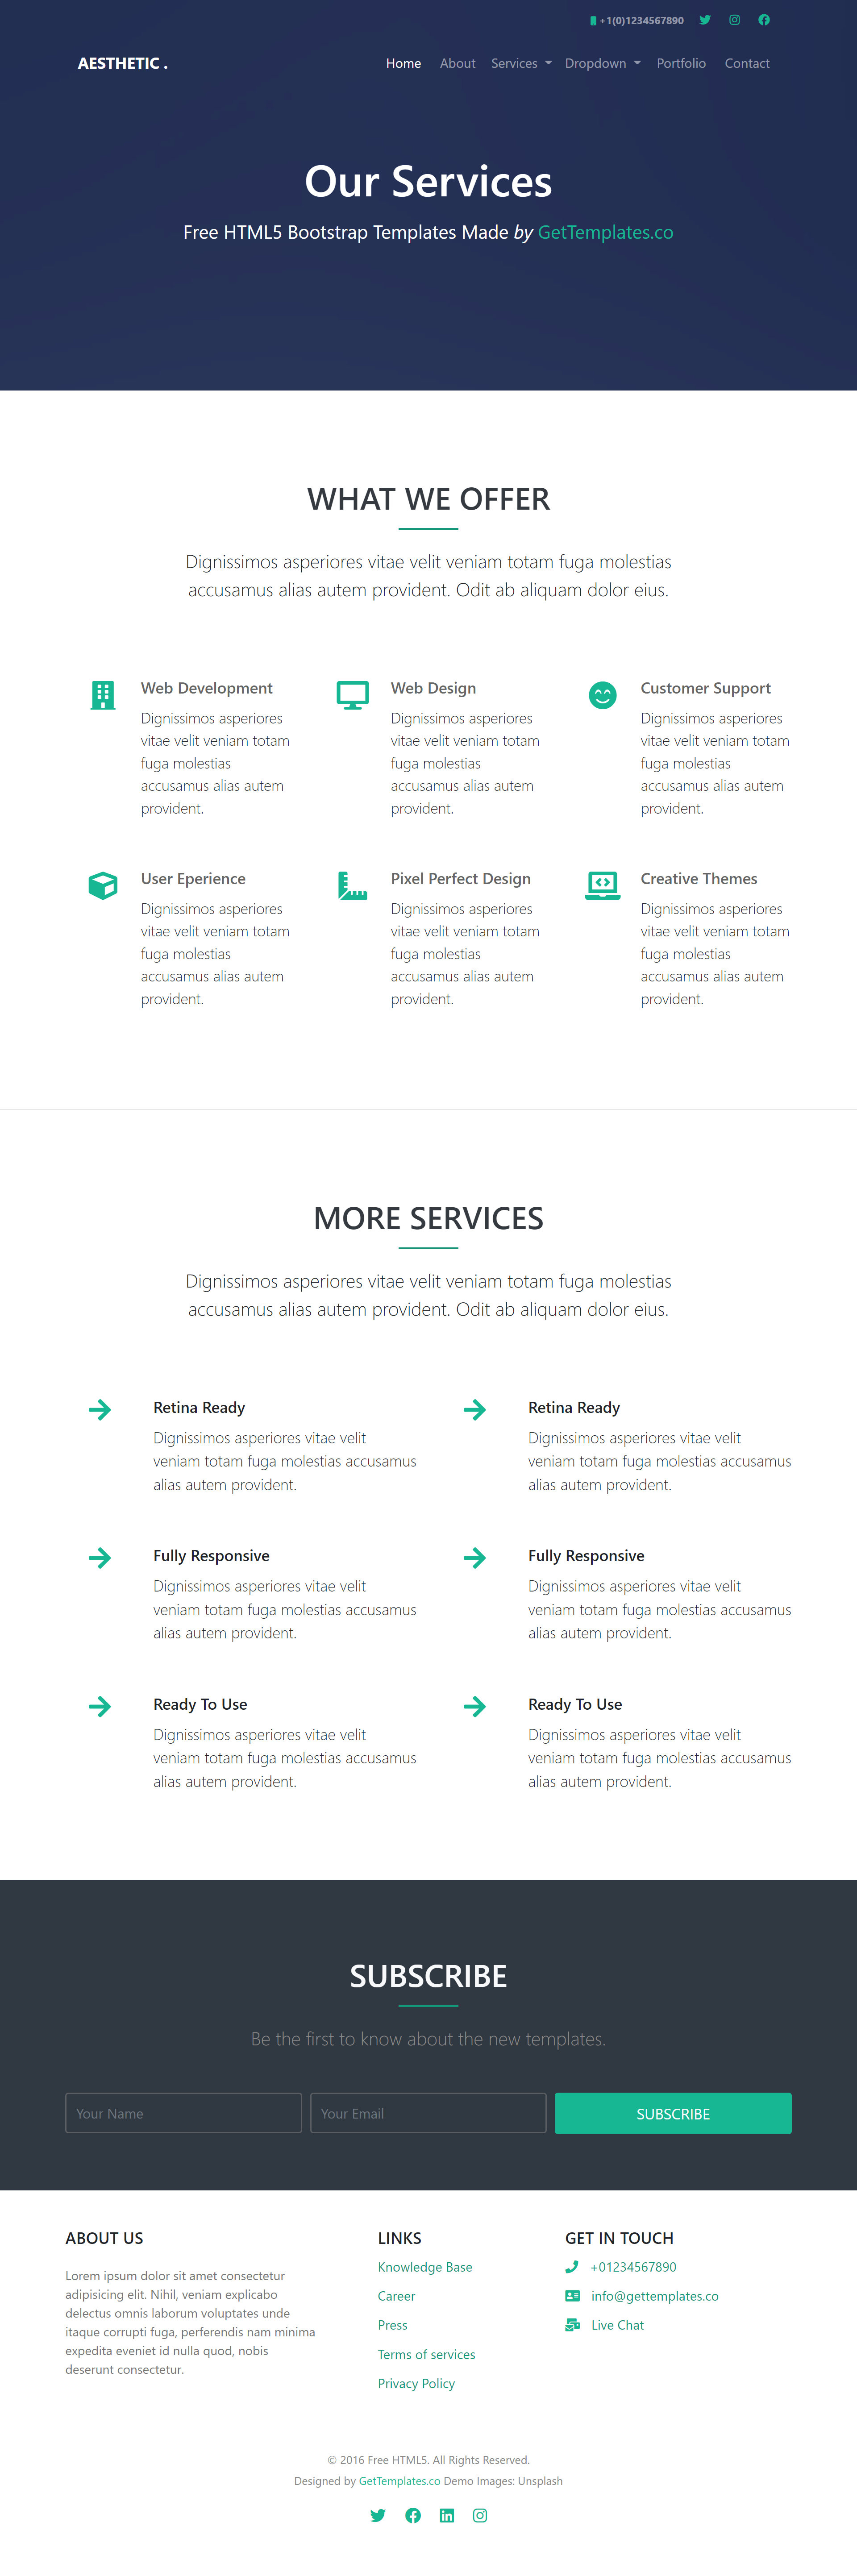 +1(0)1234567890
AESTHETIC .
Home About Services Dropdown Portfolio Contact
Our Services
Free HTML5 Bootstrap Templates Made by GetTemplates.co
WHAT WE OFFER
Dignissimos asperiores vitae velit veniam totam fuga molestias
accusamus alias autem provident. Odit ab aliquam dolor eius.
Web Development
Dignissimos asperiores
vitae velit veniam totam
fuga molestias
accusamus alias autem
provident.
Web Design
Dignissimos asperiores
vitae velit veniam totam
fuga molestias
accusamus alias autem
provident.
Customer Support
Dignissimos asperiores
vitae velit veniam totam
fuga molestias
accusamus alias autem
provident.
User Eperience
Dignissimos asperiores
vitae velit veniam totam
fuga molestias
accusamus alias autem
provident.
Pixel Perfect Design
Dignissimos asperiores
vitae velit veniam totam
fuga molestias
accusamus alias autem
provident.
Creative Themes
Dignissimos asperiores
vitae velit veniam totam
fuga molestias
accusamus alias autem
provident.
MORE SERVICES
Dignissimos asperiores vitae velit veniam totam fuga molestias
accusamus alias autem provident. Odit ab aliquam dolor eius.
Retina Ready
Dignissimos asperiores vitae velit
veniam totam fuga molestias accusamus
alias autem provident.
Retina Ready
Dignissimos asperiores vitae velit
veniam totam fuga molestias accusamus
alias autem provident.
Fully Responsive
Dignissimos asperiores vitae velit
veniam totam fuga molestias accusamus
alias autem provident.
Fully Responsive
Dignissimos asperiores vitae velit
veniam totam fuga molestias accusamus
alias autem provident.
Ready To Use
Dignissimos asperiores vitae velit
veniam totam fuga molestias accusamus
alias autem provident.
Ready To Use
Dignissimos asperiores vitae velit
veniam totam fuga molestias accusamus
alias autem provident.
SUBSCRIBE
Be the first to know about the new templates.
Your Name
Your Email
SUBSCRIBE
ABOUT US
Lorem ipsum dolor sit amet consectetur
adipisicing elit. Nihil, veniam explicabo
delectus omnis laborum voluptates unde
itaque corrupti fuga, perferendis nam minima
expedita eveniet id nulla quod, nobis
deserunt consectetur.
LINKS
Knowledge Base
Career
Press
Terms of services
Privacy Policy
GET IN TOUCH
+01234567890
info@gettemplates.co
Live Chat
© 2016 Free HTML5. All Rights Reserved.
Designed by GetTemplates.co Demo Images: Unsplash